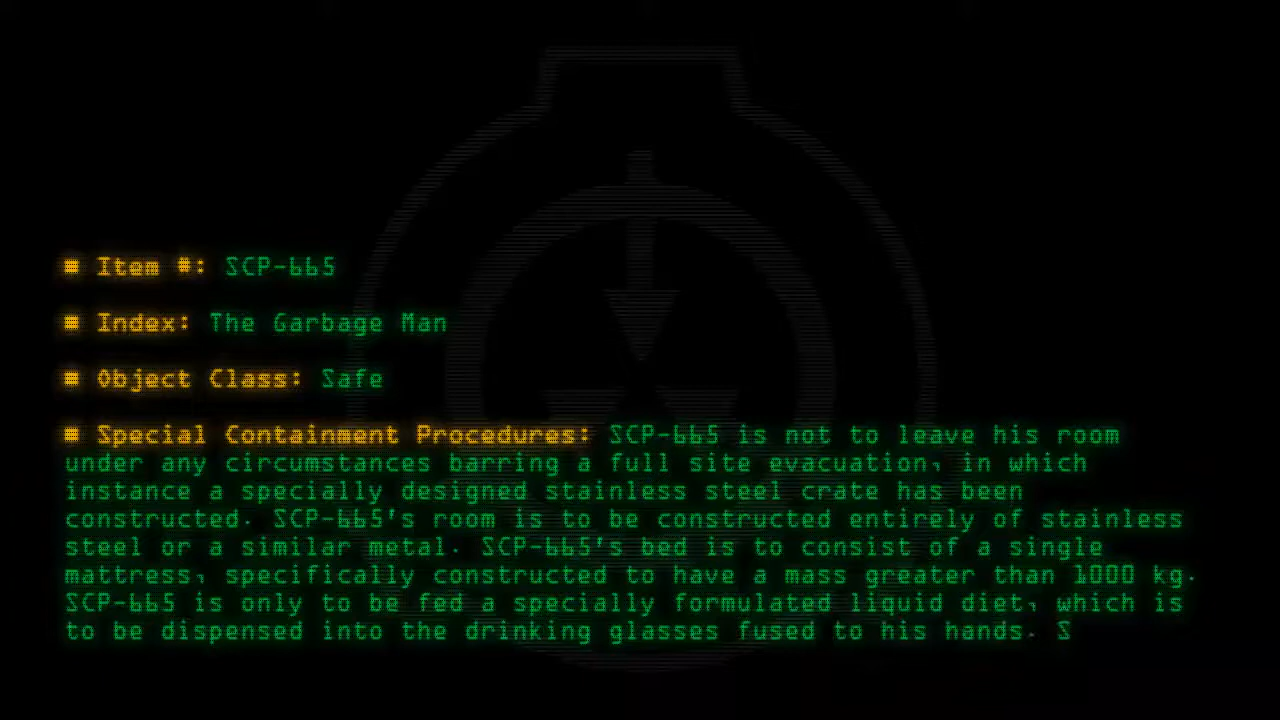 ■ Item #: SCP-665
■ Index: The Garbage Man
■ Object Class: Safe
■ Special Containment Procedures: SCP-665 is not to leave his room
under any circumstances barring a full site evacuation, in which
instance a specially designed stainless steel crate has been
constructed. SCP-665's room is to be constructed entirely of stainless
steel or a similar metal. SCP-665's bed is to consist of a single
mattress, specifically constructed to have a mass greater than 1000 kg.
SCP-665 is only to be fed a specially formulated liquid diet, which is
to be dispensed into the drinking glasses fused to his hands. S